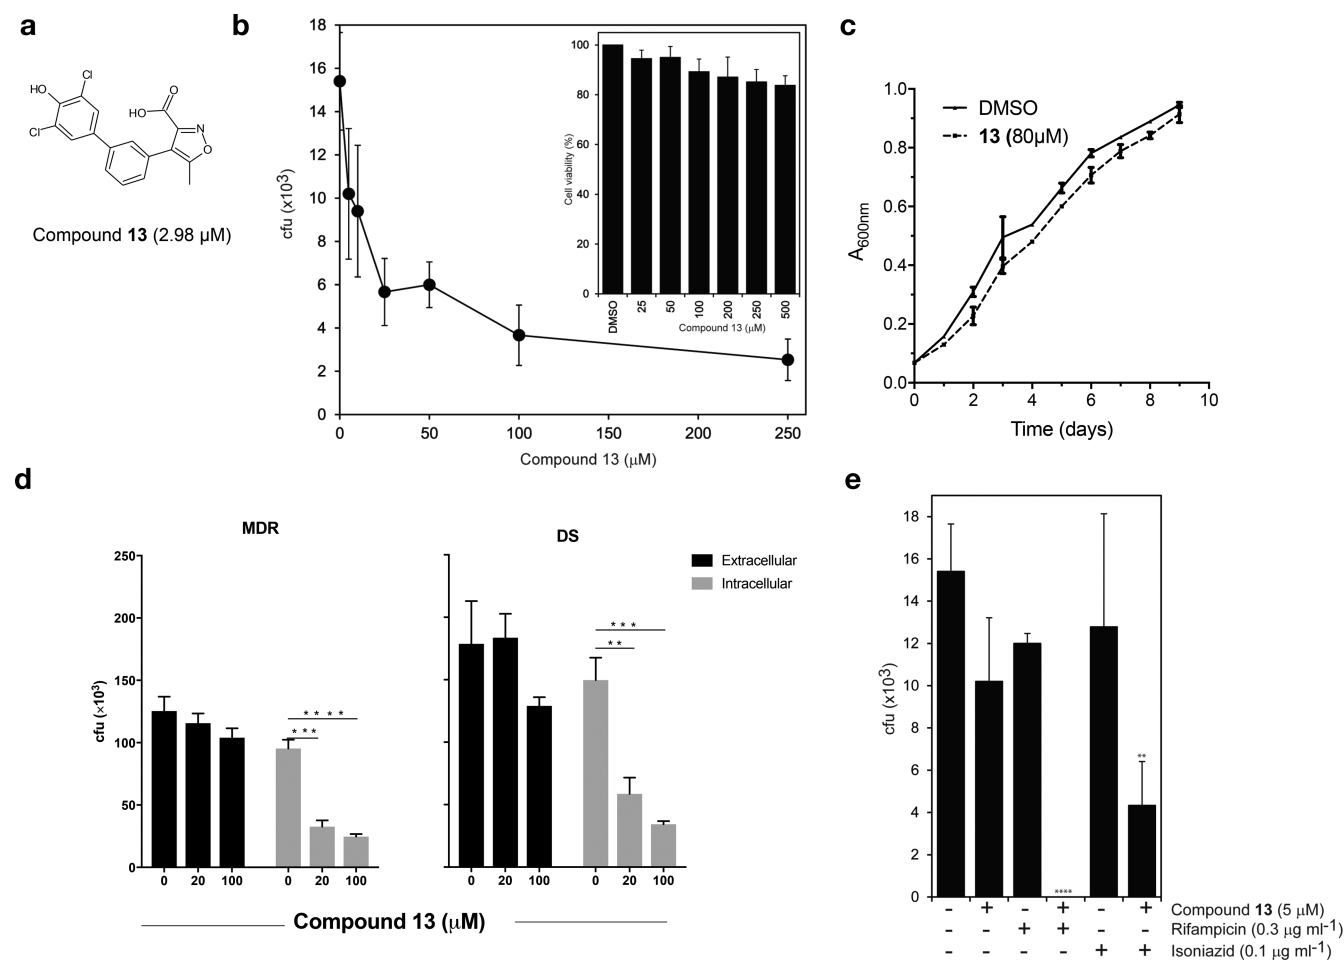 a
HO
Cl
Cl
HO
O
N
O
Compound 13 (2.98 µM)
b
18
16
14
12
10
8
6
4
2
0
cfu (x10³)
0 50 100 150 200 250
Compound 13 (µM)
100
80
60
40
20
0
Cell viability (%)
DMSO 25 50 100 200 250 500
Compound 13 (µM)
c
1.0
0.8
0.6
0.4
0.2
0.0
A600nm
DMSO
13 (80µM)
0 2 4 6 8 10
Time (days)
d
MDR
250
200
150
100
50
0
cfu (×10³)
* * * *
* * *
0 20 100 0 20 100
DS
Extracellular
Intracellular
* * *
* *
0 20 100 0 20 100
Compound 13 (µM)
e
18
16
14
12
10
8
6
4
2
0
cfu (x10³)
****
**
- + - + - + Compound 13 (5 µM)
- - + + - - Rifampicin (0.3 µg ml⁻¹)
- - - - + + Isoniazid (0.1 µg ml⁻¹)